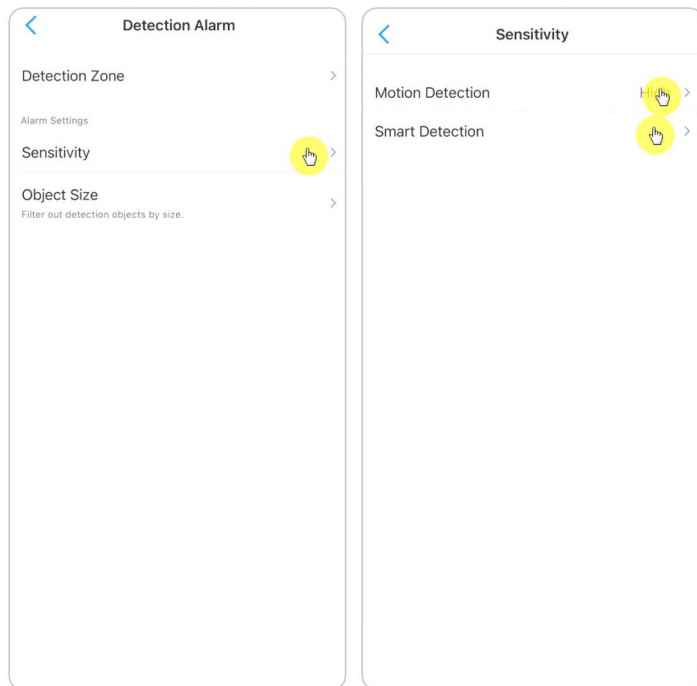 Detection Alarm
Detection Zone
Alarm Settings
Sensitivity
Object Size
Filter out detection objects by size.
Sensitivity
Motion Detection
Smart Detection